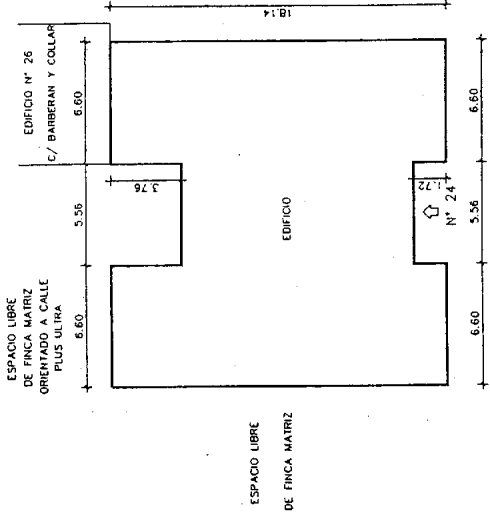 18.14
EDIFICIO N° 26
C/ BARBERAN Y COLLAR
ESPACIO LIBRE
DE FINCA MATRIZ
ORIENTADO A CALLE
PLUS ULTRA
6.60
5.56
6.60
3.76
EDIFICIO
1.72
N° 24
ESPACIO LIBRE
DE FINCA MATRIZ
6.60
5.56
6.60